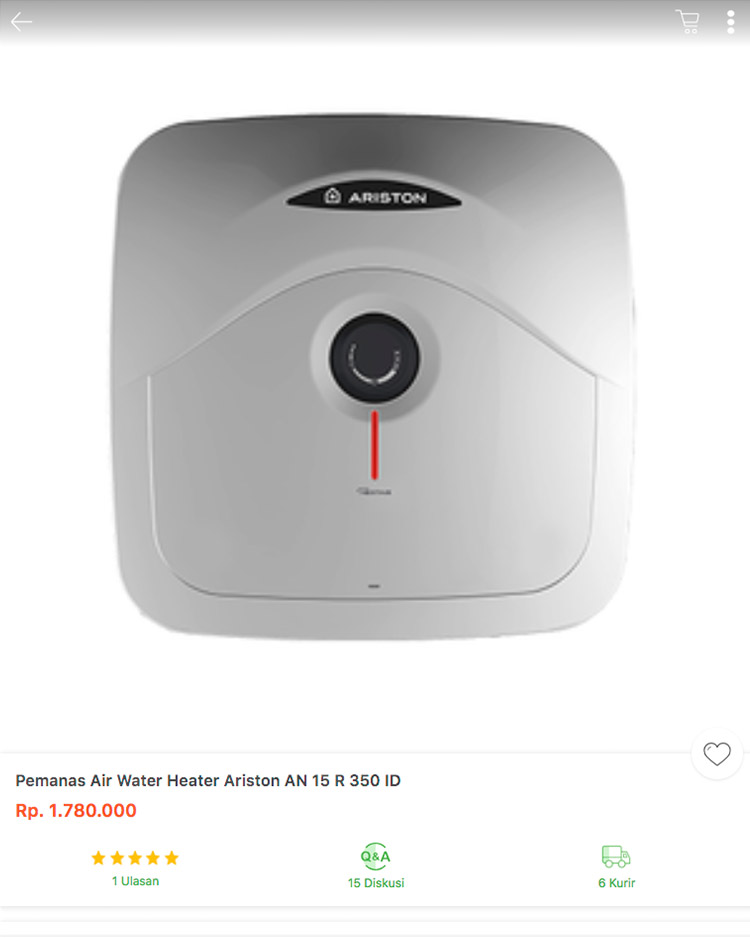 ARISTON
Pemanas Air Water Heater Ariston AN 15 R 350 ID
Rp. 1.780.000
1 Ulasan
Q&A
15 Diskusi
6 Kurir